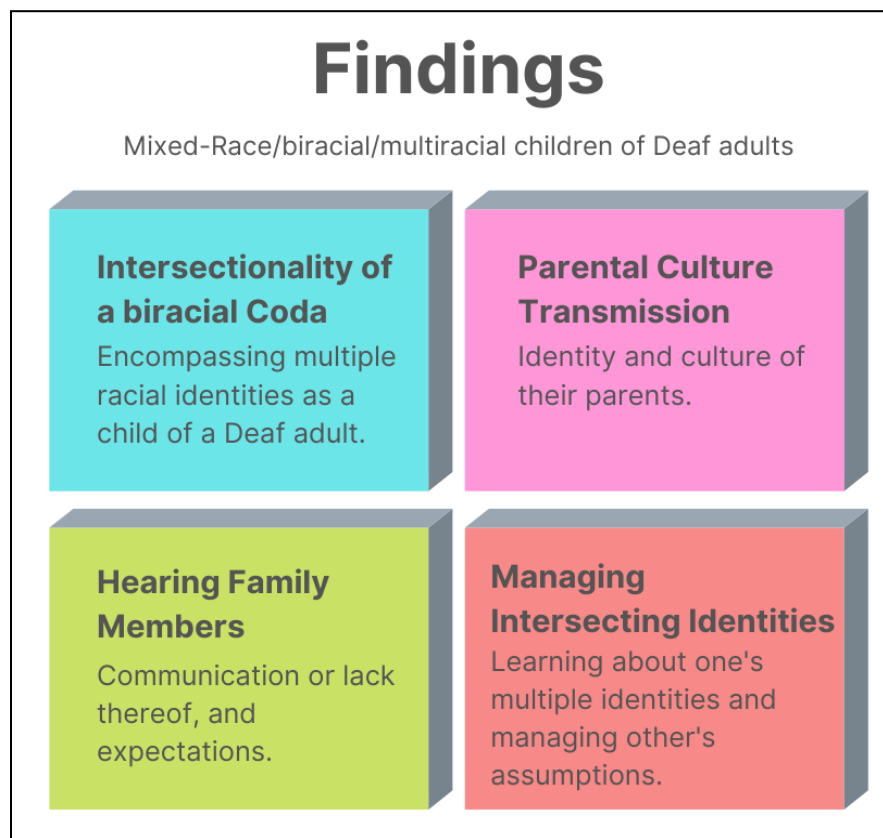 Findings
Mixed-Race/biracial/multiracial children of Deaf adults
Intersectionality of
a biracial Coda
Encompassing multiple
racial identities as a
child of a Deaf adult.
Parental Culture
Transmission
Identity and culture of
their parents.
Hearing Family
Members
Communication or lack
thereof, and
expectations.
Managing
Intersecting Identities
Learning about one's
multiple identities and
managing other's
assumptions.